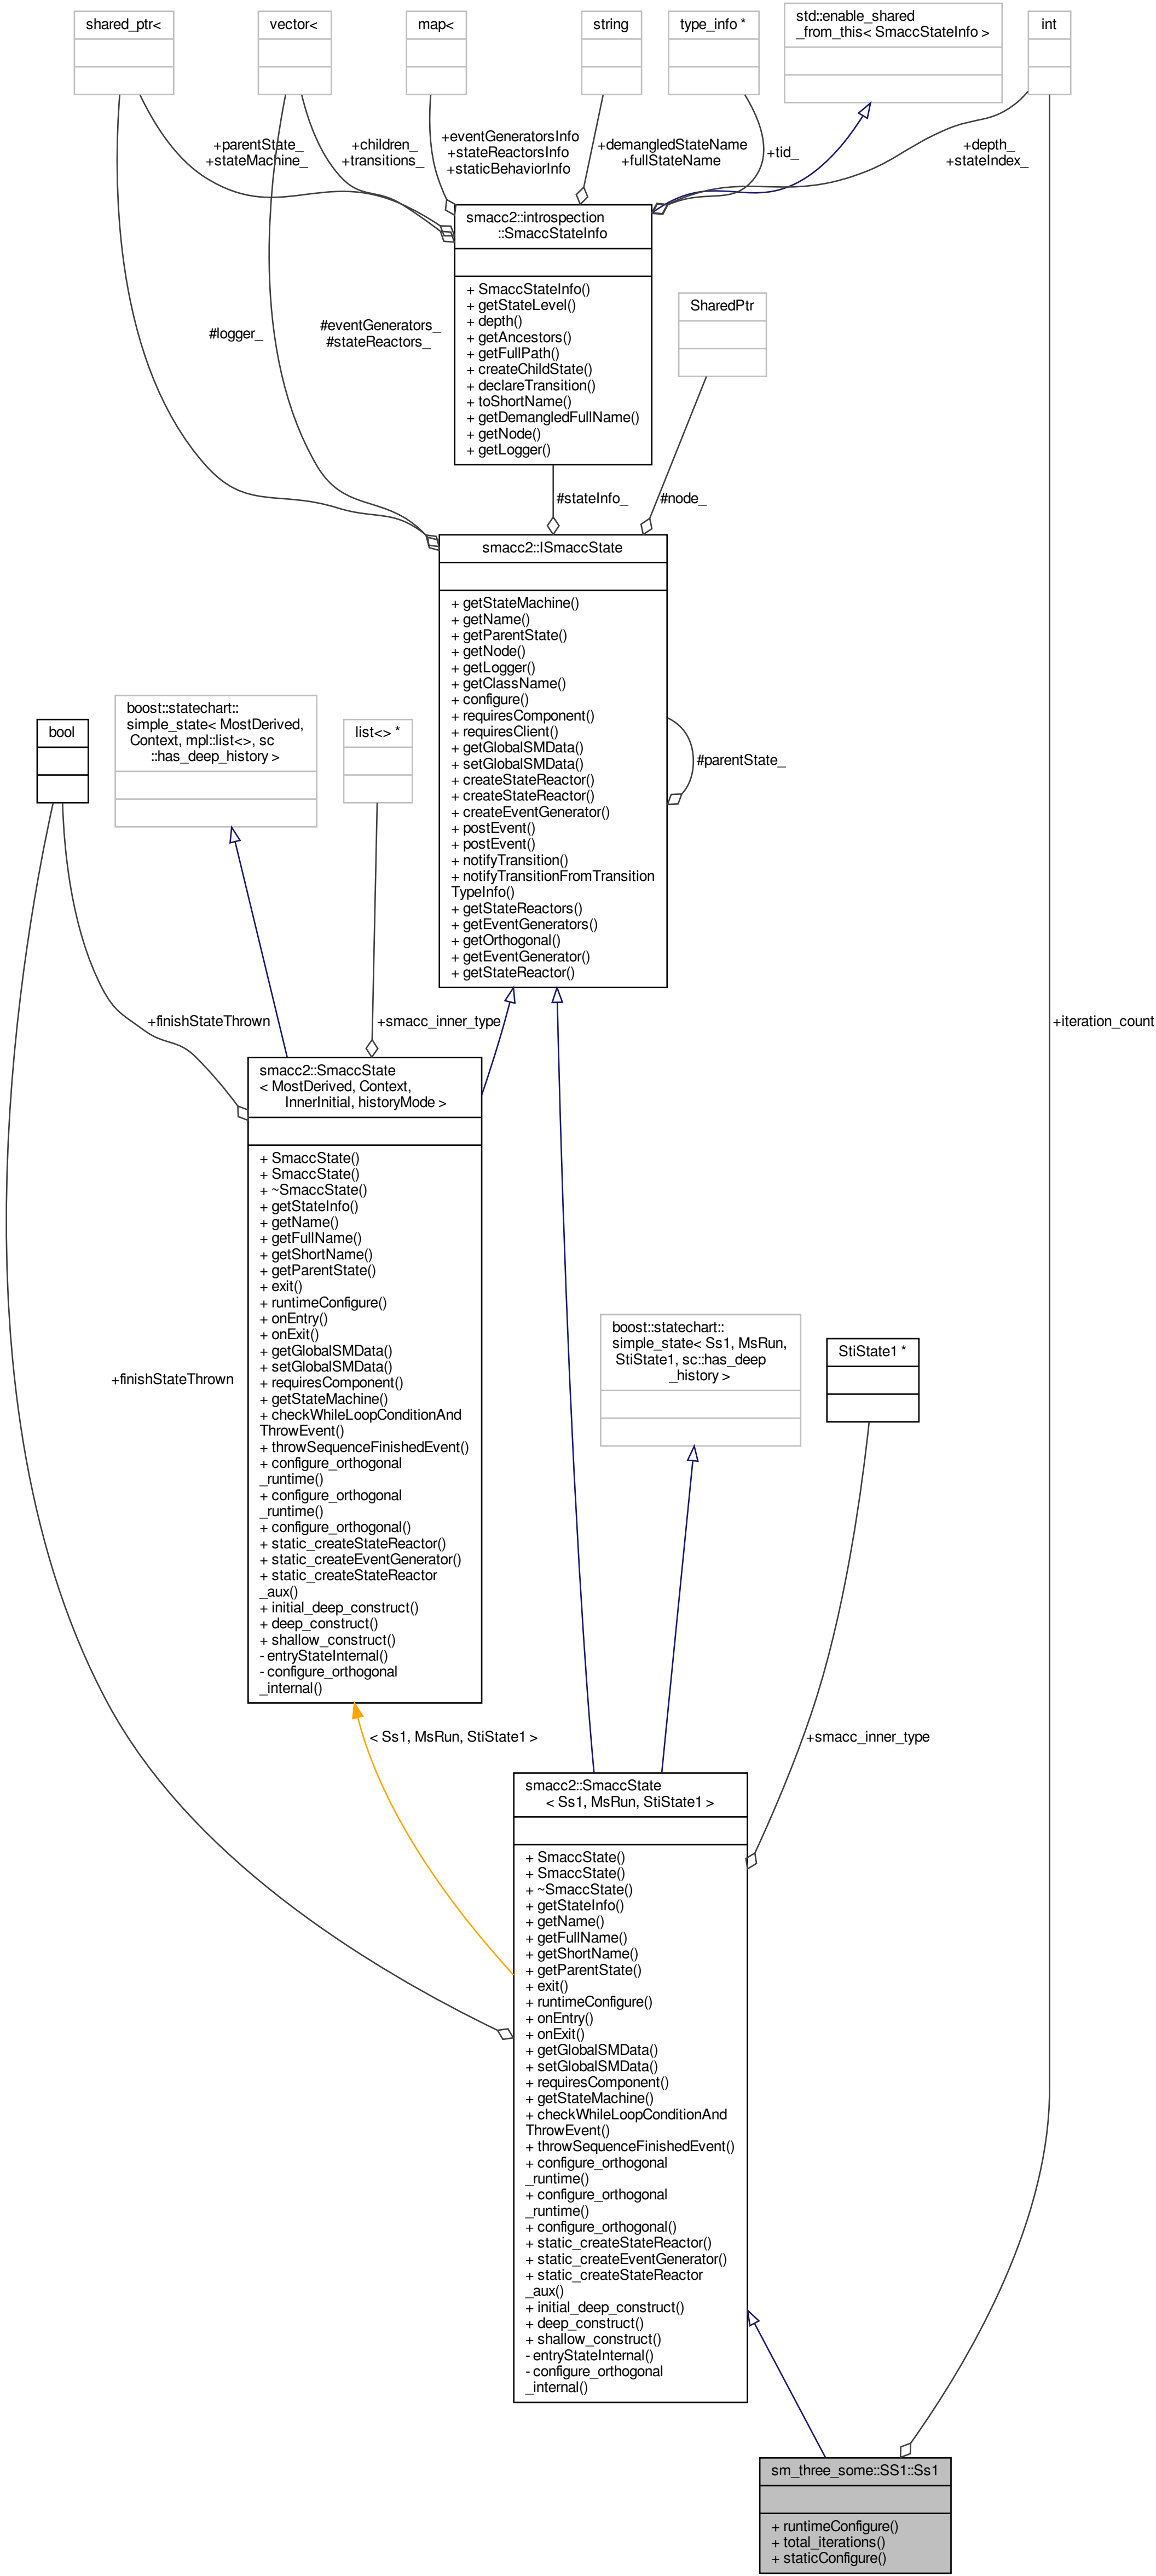 shared_ptr<
vector<
map<
string
type_info *
std::enable_shared
_from_this< SmaccStateInfo >
int
+parentState_
+stateMachine_
+children_
+transitions_
+eventGeneratorsInfo
+stateReactorsInfo
+staticBehaviorInfo
+demangledStateName
+fullStateName
+tid_
+depth_
+stateIndex_
smacc2::introspection
::SmaccStateInfo
+ SmaccStateInfo()
+ getStateLevel()
+ depth()
+ getAncestors()
+ getFullPath()
+ createChildState()
+ declareTransition()
+ toShortName()
+ getDemangledFullName()
+ getNode()
+ getLogger()
SharedPtr
#logger_
#eventGenerators_
#stateReactors_
#stateInfo_
#node_
smacc2::ISmaccState
+ getStateMachine()
+ getName()
+ getParentState()
+ getNode()
+ getLogger()
+ getClassName()
+ configure()
+ requiresComponent()
+ requiresClient()
+ getGlobalSMData()
+ setGlobalSMData()
+ createStateReactor()
+ createStateReactor()
+ createEventGenerator()
+ postEvent()
+ postEvent()
+ notifyTransition()
+ notifyTransitionFromTransition
TypeInfo()
+ getStateReactors()
+ getEventGenerators()
+ getOrthogonal()
+ getEventGenerator()
+ getStateReactor()
#parentState_
bool
boost::statechart::
simple_state< MostDerived,
Context, mpl::list<>, sc
::has_deep_history >
list<> *
+finishStateThrown
+smacc_inner_type
+iteration_count
smacc2::SmaccState
< MostDerived, Context,
InnerInitial, historyMode >
+ SmaccState()
+ SmaccState()
+ ~SmaccState()
+ getStateInfo()
+ getName()
+ getFullName()
+ getShortName()
+ getParentState()
+ exit()
+ runtimeConfigure()
+ onEntry()
+ onExit()
+ getGlobalSMData()
+ setGlobalSMData()
+ requiresComponent()
+ getStateMachine()
+ checkWhileLoopConditionAnd
ThrowEvent()
+ throwSequenceFinishedEvent()
+ configure_orthogonal
_runtime()
+ configure_orthogonal
_runtime()
+ configure_orthogonal()
+ static_createStateReactor()
+ static_createEventGenerator()
+ static_createStateReactor
_aux()
+ initial_deep_construct()
+ deep_construct()
+ shallow_construct()
- entryStateInternal()
- configure_orthogonal
_internal()
+finishStateThrown
boost::statechart::
simple_state< Ss1, MsRun,
StiState1, sc::has_deep
_history >
StiState1 *
< Ss1, MsRun, StiState1 >
+smacc_inner_type
smacc2::SmaccState
< Ss1, MsRun, StiState1 >
+ SmaccState()
+ SmaccState()
+ ~SmaccState()
+ getStateInfo()
+ getName()
+ getFullName()
+ getShortName()
+ getParentState()
+ exit()
+ runtimeConfigure()
+ onEntry()
+ onExit()
+ getGlobalSMData()
+ setGlobalSMData()
+ requiresComponent()
+ getStateMachine()
+ checkWhileLoopConditionAnd
ThrowEvent()
+ throwSequenceFinishedEvent()
+ configure_orthogonal
_runtime()
+ configure_orthogonal
_runtime()
+ configure_orthogonal()
+ static_createStateReactor()
+ static_createEventGenerator()
+ static_createStateReactor
_aux()
+ initial_deep_construct()
+ deep_construct()
+ shallow_construct()
- entryStateInternal()
- configure_orthogonal
_internal()
sm_three_some::SS1::Ss1
+ runtimeConfigure()
+ total_iterations()
+ staticConfigure()